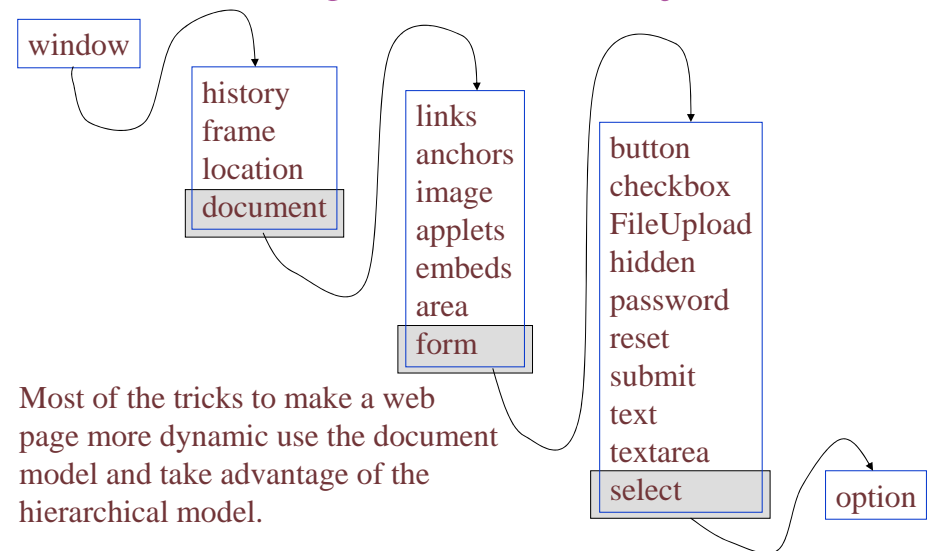 window
history
frame
location
document
links
anchors
image
applets
embeds
area
form
button
checkbox
FileUpload
hidden
password
reset
submit
text
textarea
select
option
Most of the tricks to make a web
page more dynamic use the document
model and take advantage of the
hierarchical model.